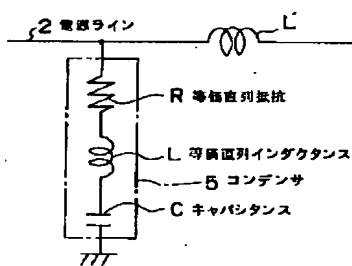 2 電源ライン
L'
R 等価直列抵抗
L 等価直列インダクタンス
5 コンデンサ
C キャパシタンス